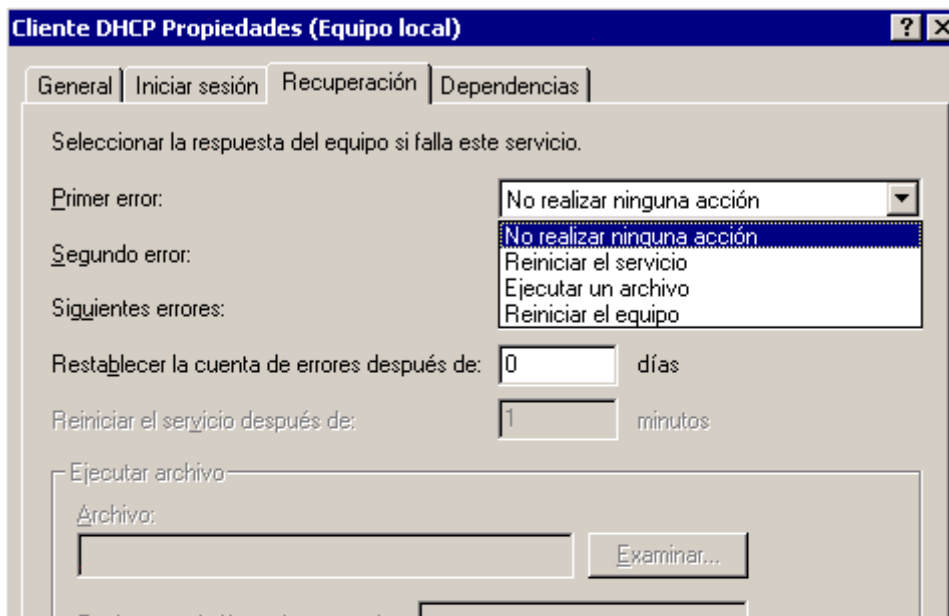 Cliente DHCP Propiedades (Equipo local)
General Iniciar sesión Recuperación Dependencias
Seleccionar la respuesta del equipo si falla este servicio.
Primer error: No realizar ninguna acción
No realizar ninguna acción
Segundo error: Reiniciar el servicio
Ejecutar un archivo
Siguientes errores: Reiniciar el equipo
Restablecer la cuenta de errores después de: 0 días
Reiniciar el servicio después de: 1 minutos
Ejecutar archivo
Archivo:
Examinar...